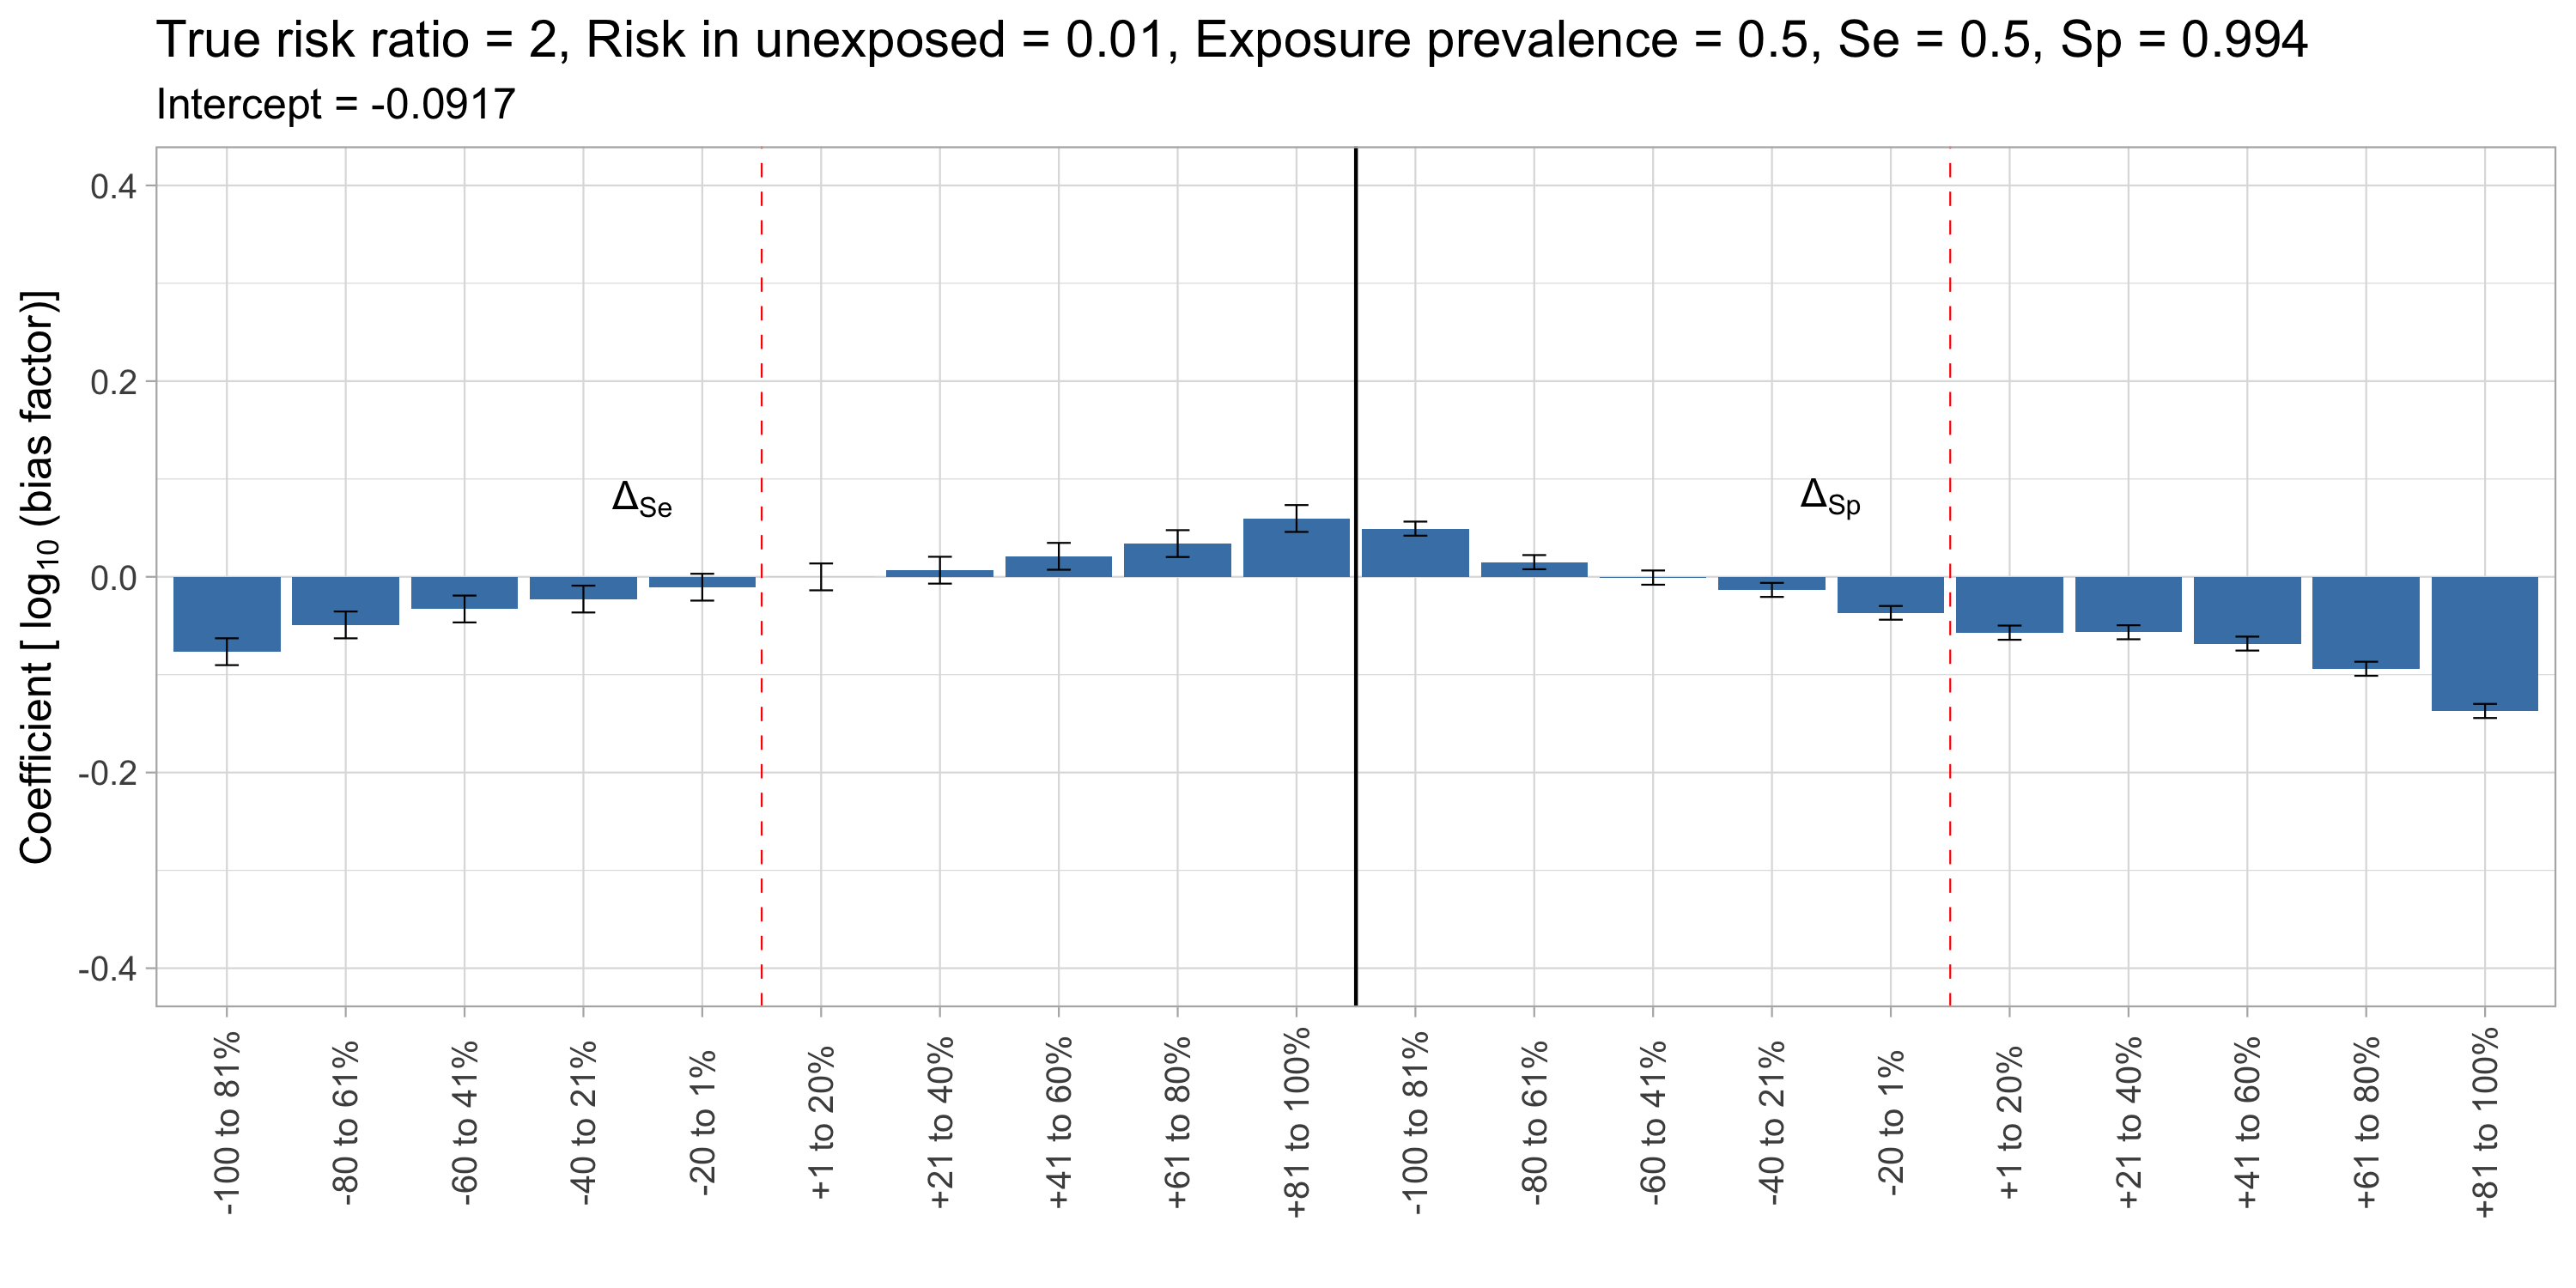 True risk ratio = 2, Risk in unexposed = 0.01, Exposure prevalence = 0.5, Se = 0.5, Sp = 0.994
Intercept = -0.0917
Coefficient [ log10 (bias factor)]
0.4
0.2
0.0
-0.2
-0.4
ΔSe
ΔSp
-100 to 81%
-80 to 61%
-60 to 41%
-40 to 21%
-20 to 1%
+1 to 20%
+21 to 40%
+41 to 60%
+61 to 80%
+81 to 100%
-100 to 81%
-80 to 61%
-60 to 41%
-40 to 21%
-20 to 1%
+1 to 20%
+21 to 40%
+41 to 60%
+61 to 80%
+81 to 100%